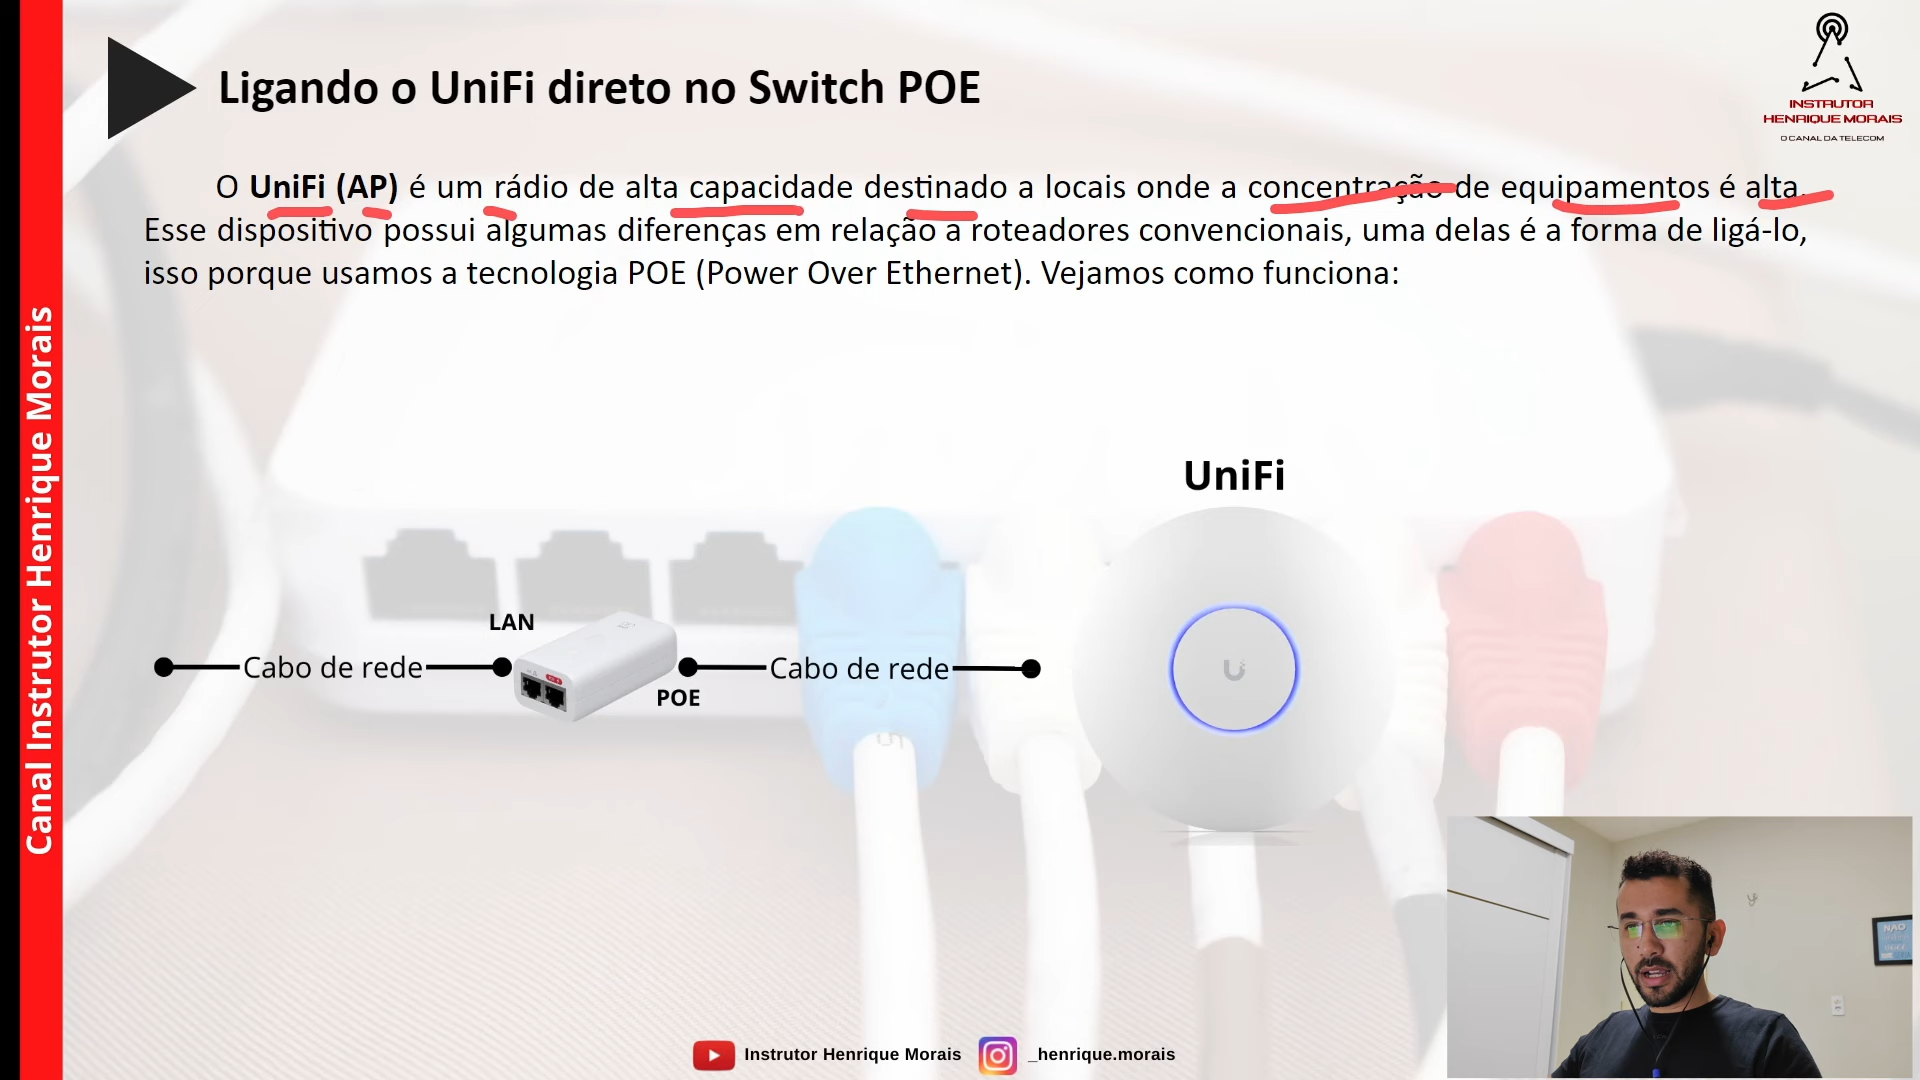 Ligando o UniFi direto no Switch POE
INSTRUTOR
HENRIQUE MORAIS
O CANAL DA TELECOM
O UniFi (AP) é um rádio de alta capacidade destinado a locais onde a concentração de equipamentos é alta.
Esse dispositivo possui algumas diferenças em relação a roteadores convencionais, uma delas é a forma de ligá-lo,
isso porque usamos a tecnologia POE (Power Over Ethernet). Vejamos como funciona:
Canal Instrutor Henrique Morais
UniFi
LAN
Cabo de rede
POE
Cabo de rede
NÃO
Instrutor Henrique Morais
_henrique.morais